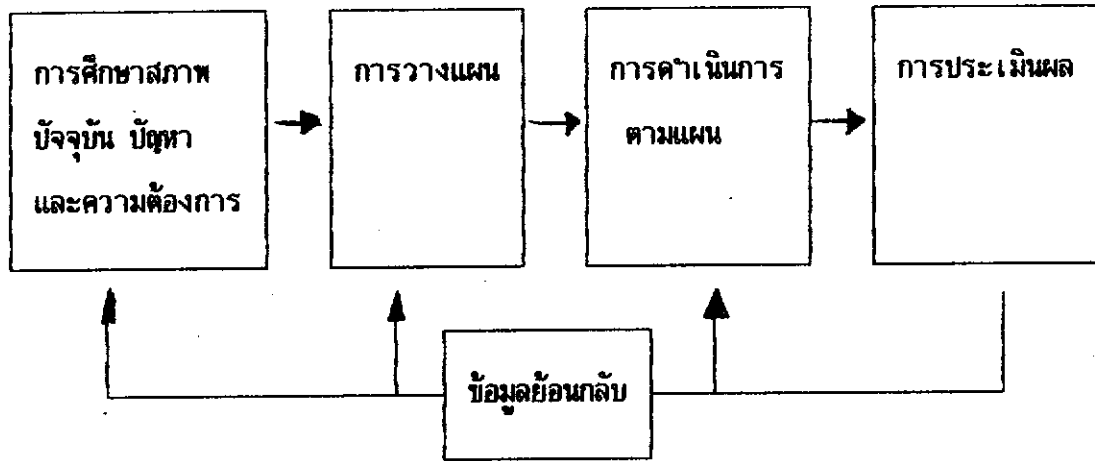 การศึกษาสภาพ
ปัจจุบัน ปัญหา
และความต้องการ
การวางแผน
การดำเนินการ
ตามแผน
การประเมินผล
ข้อมูลย้อนกลับ